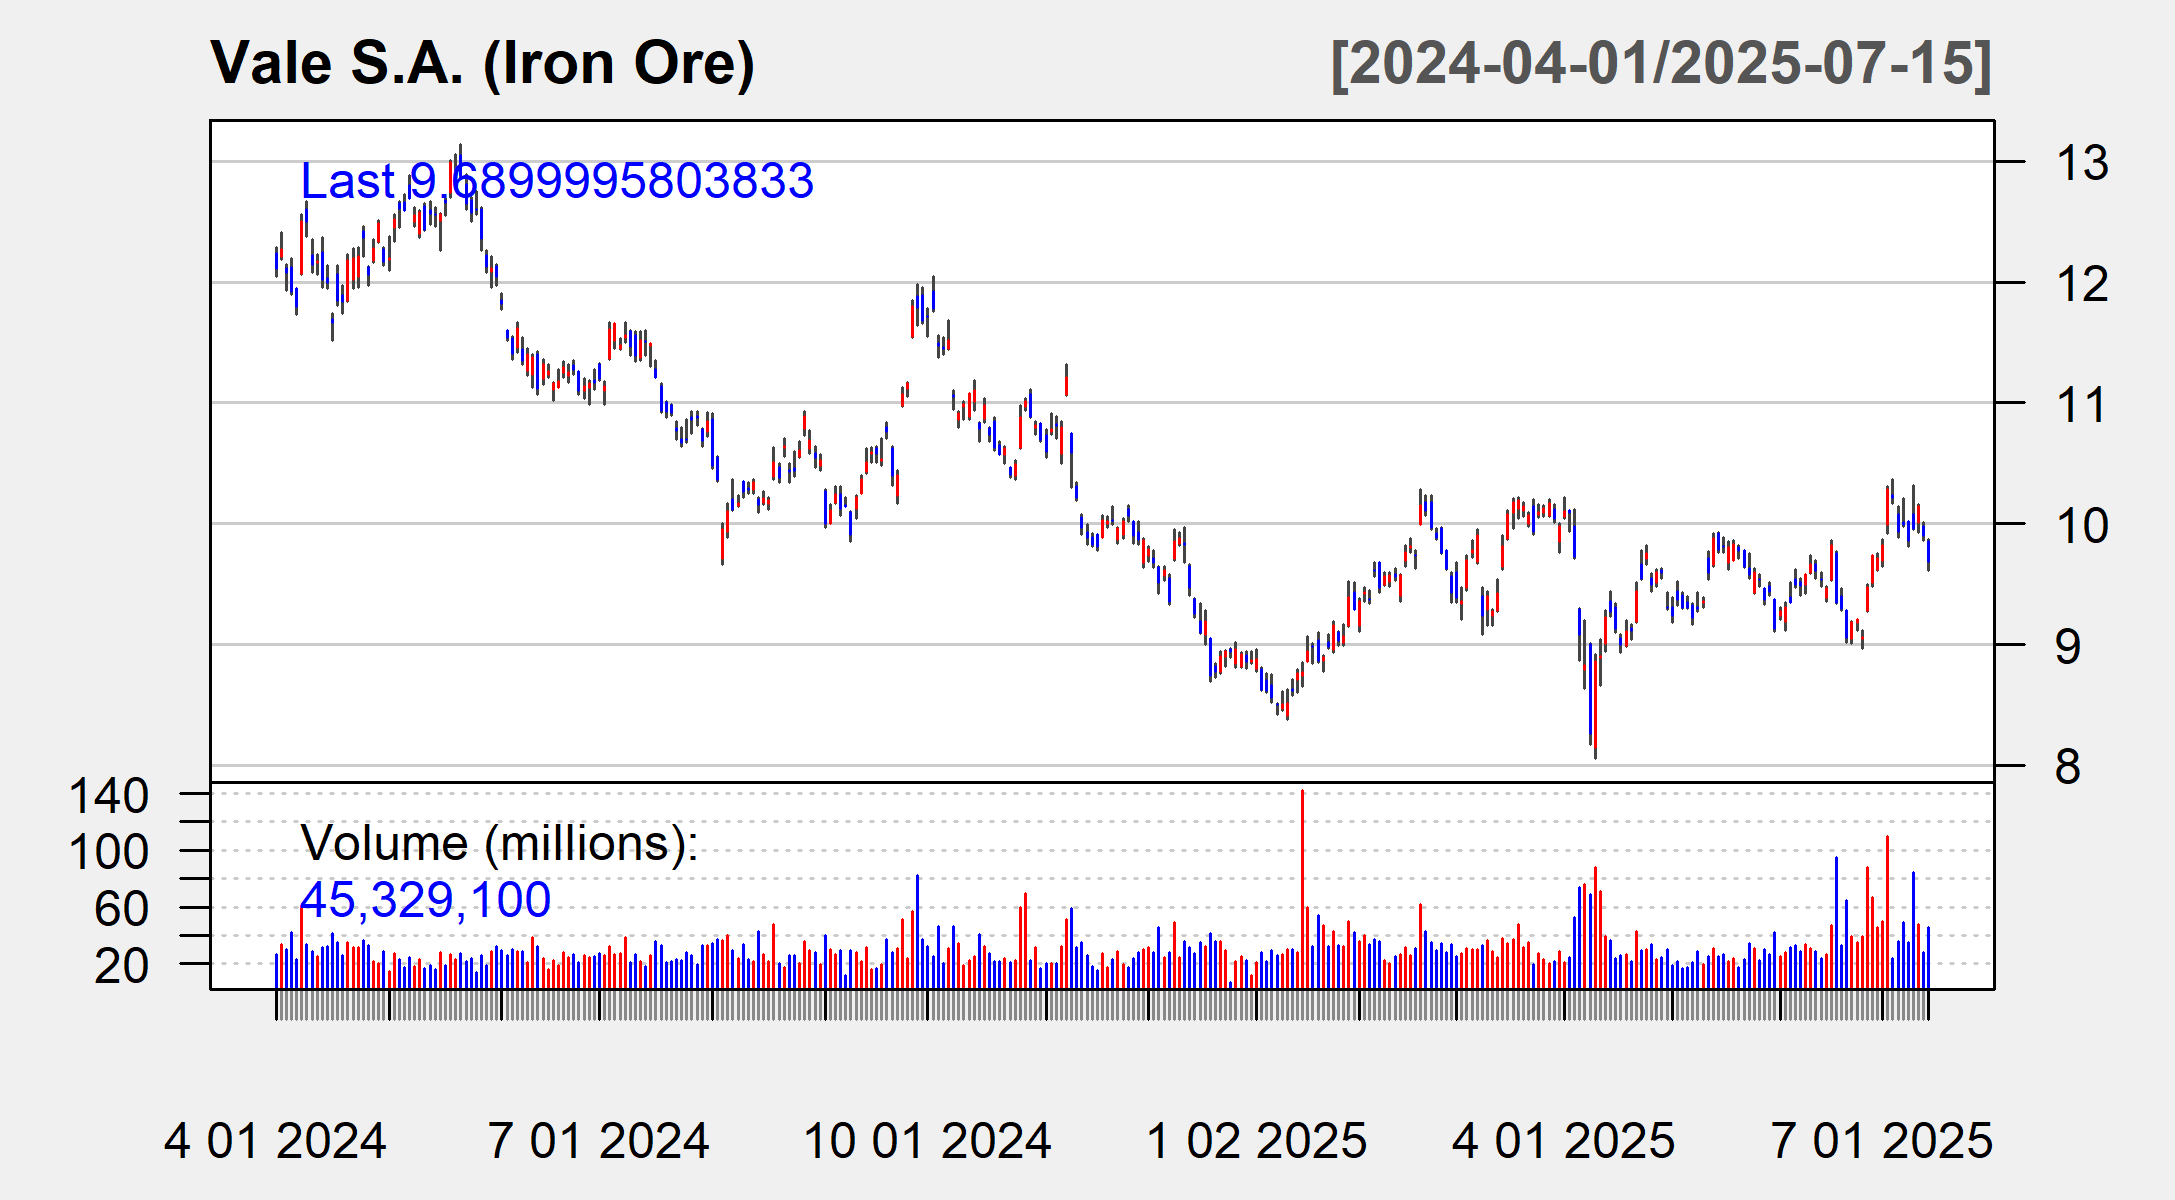 Vale S.A. (Iron Ore)
[2024-04-01/2025-07-15]
Last 9.68999995803833
13
12
11
10
9
8
140
100
60
20
Volume (millions):
45,329,100
4 01 2024
7 01 2024
10 01 2024
1 02 2025
4 01 2025
7 01 2025